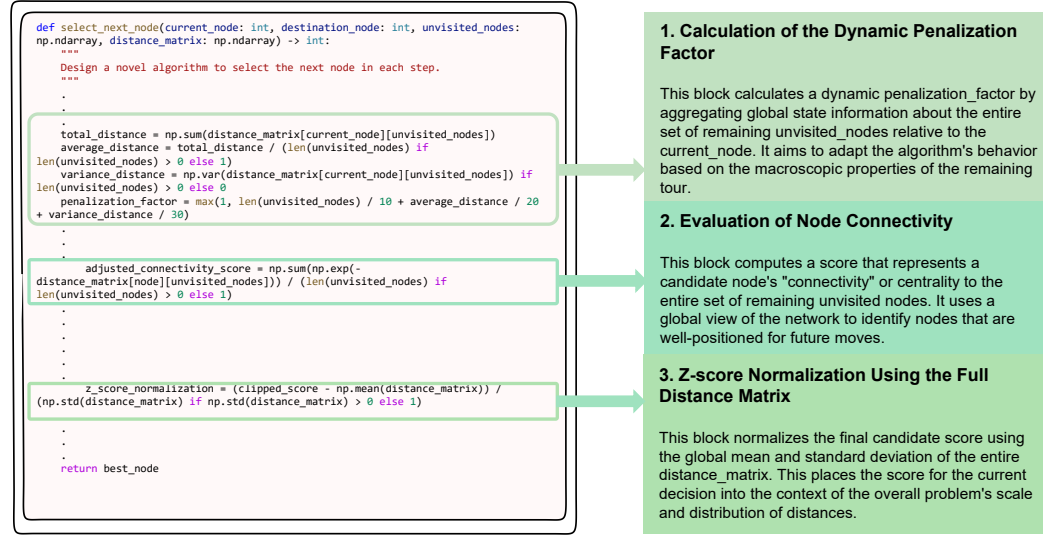 def select_next_node(current_node: int, destination_node: int, unvisited_nodes:
np.ndarray, distance_matrix: np.ndarray) -> int:
"""
Design a novel algorithm to select the next node in each step.
"""
.
.
total_distance = np.sum(distance_matrix[current_node][unvisited_nodes])
average_distance = total_distance / (len(unvisited_nodes) if
len(unvisited_nodes) > 0 else 1)
variance_distance = np.var(distance_matrix[current_node][unvisited_nodes]) if
len(unvisited_nodes) > 0 else 0
penalization_factor = max(1, len(unvisited_nodes) / 10 + average_distance / 20
+ variance_distance / 30)
.
.
.
adjusted_connectivity_score = np.sum(np.exp(-
distance_matrix[node][unvisited_nodes])) / (len(unvisited_nodes) if
len(unvisited_nodes) > 0 else 1)
.
.
.
.
.
.
z_score_normalization = (clipped_score - np.mean(distance_matrix)) /
(np.std(distance_matrix) if np.std(distance_matrix) > 0 else 1)
.
.
.
return best_node
1. Calculation of the Dynamic Penalization
Factor
This block calculates a dynamic penalization_factor by
aggregating global state information about the entire
set of remaining unvisited_nodes relative to the
current_node. It aims to adapt the algorithm's behavior
based on the macroscopic properties of the remaining
tour.
2. Evaluation of Node Connectivity
This block computes a score that represents a
candidate node's "connectivity" or centrality to the
entire set of remaining unvisited nodes. It uses a
global view of the network to identify nodes that are
well-positioned for future moves.
3. Z-score Normalization Using the Full
Distance Matrix
This block normalizes the final candidate score using
the global mean and standard deviation of the entire
distance_matrix. This places the score for the current
decision into the context of the overall problem's scale
and distribution of distances.